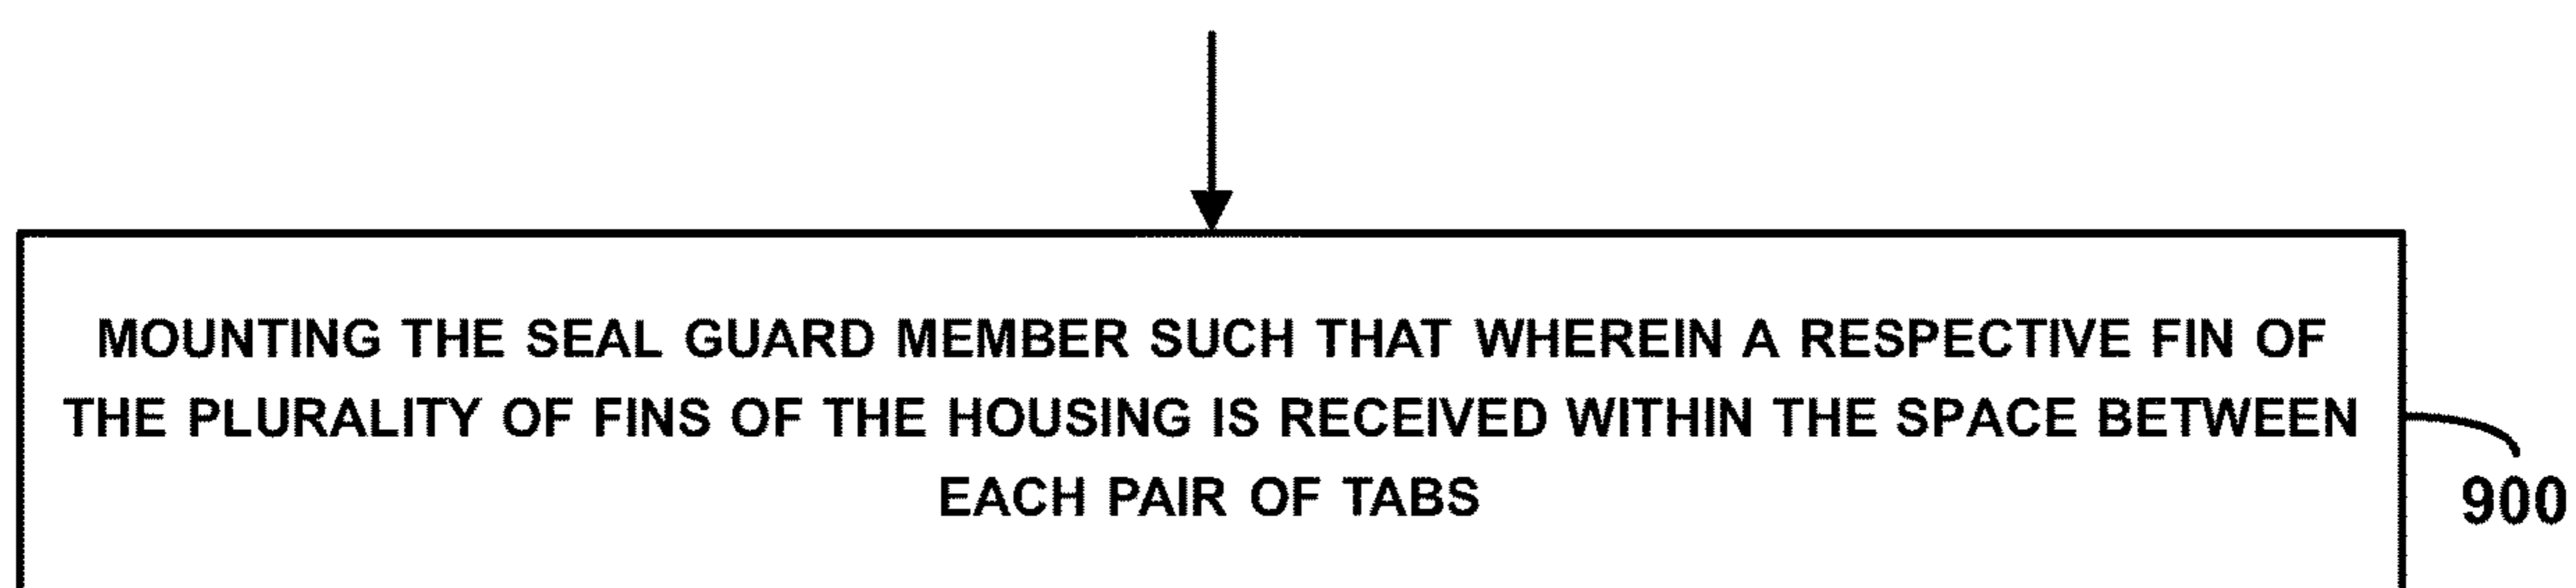 MOUNTING THE SEAL GUARD MEMBER SUCH THAT WHEREIN A RESPECTIVE FIN OF
THE PLURALITY OF FINS OF THE HOUSING IS RECEIVED WITHIN THE SPACE BETWEEN
EACH PAIR OF TABS
900